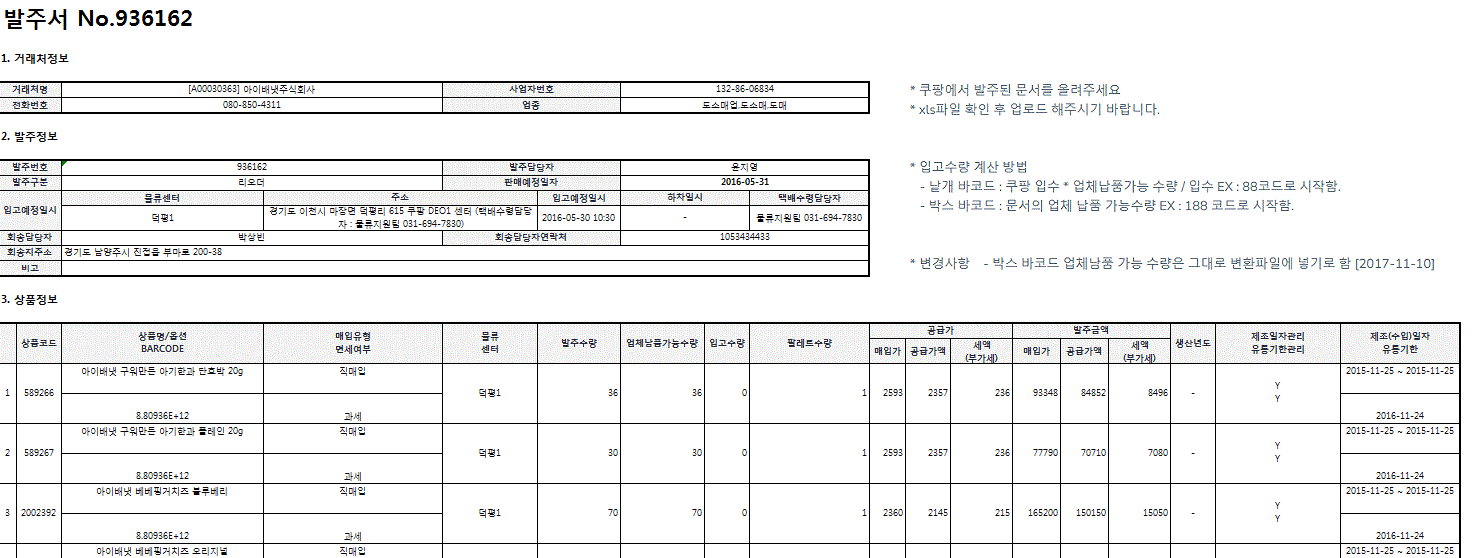 발주서 No.936162
1. 거래처정보
거래처명 [A00030363] 아이배냇주식회사 사업자번호 132-86-06834
전화번호 080-850-4311 업종 도소매업,도소매,도매
* 쿠팡에서 발주된 문서를 올려주세요
* xls파일 확인 후 업로드 해주시기 바랍니다.
2. 발주정보
발주번호 936162 발주담당자 윤지영
발주구분 리오더 판매예정일자 2016-05-31
입고예정일시 물류센터 주소 입고예정일시 하차일시 택배수령담당자
덕평1 경기도 이천시 마장면 덕평리 615 쿠팡 DEO1 센터 (택배수령담당
자 : 물류지원팀 031-694-7830) 2016-05-30 10:30 - 물류지원팀 031-694-7830
회송담당자 박상빈 회송담당자연락처 1053434433
회송지주소 경기도 남양주시 진접읍 부마로 200-38
비고
* 입고수량 계산 방법
- 낱개 바코드 : 쿠팡 입수 * 업체납품가능 수량 / 입수 EX : 88코드로 시작함.
- 박스 바코드 : 문서의 업체 납품 가능수량 EX : 188 코드로 시작함.
* 변경사항 - 박스 바코드 업체남품 가능 수량은 그대로 변환파일에 넣기로 함 [2017-11-10]
3. 상품정보
상품코드 상품명/옵션 BARCODE 매입유형 면세여부 물류 센터 발주수량 업체납품가능수량 입고수량 팔레트수량 공급가 발주금액 생산년도 제조일자관리 유통기한관리 제조(수입)일자 유통기한
매입가 공급가액 세액 (부가세) 매입가 공급가액 세액 (부가세)
아이배냇 구워만든 아기한과 단호박 20g 직매입 2015-11-25 ~ 2015-11-25
1 589266 덕평1 36 36 0 1 2593 2357 236 93348 84852 8496 - Y Y
8.80936E+12 과세 2016-11-24
아이배냇 구워만든 아기한과 플레인 20g 직매입 2015-11-25 ~ 2015-11-25
2 589267 덕평1 30 30 0 1 2593 2357 236 77790 70710 7080 - Y Y
8.80936E+12 과세 2016-11-24
아이배냇 베베핑거치즈 블루베리 직매입 2015-11-25 ~ 2015-11-25
3 2002392 덕평1 70 70 0 1 2360 2145 215 165200 150150 15050 - Y Y
8.80936E+12 과세 2016-11-24
아이배냇 베베핑거치즈 오리지널 직매입 2015-11-25 ~ 2015-11-25